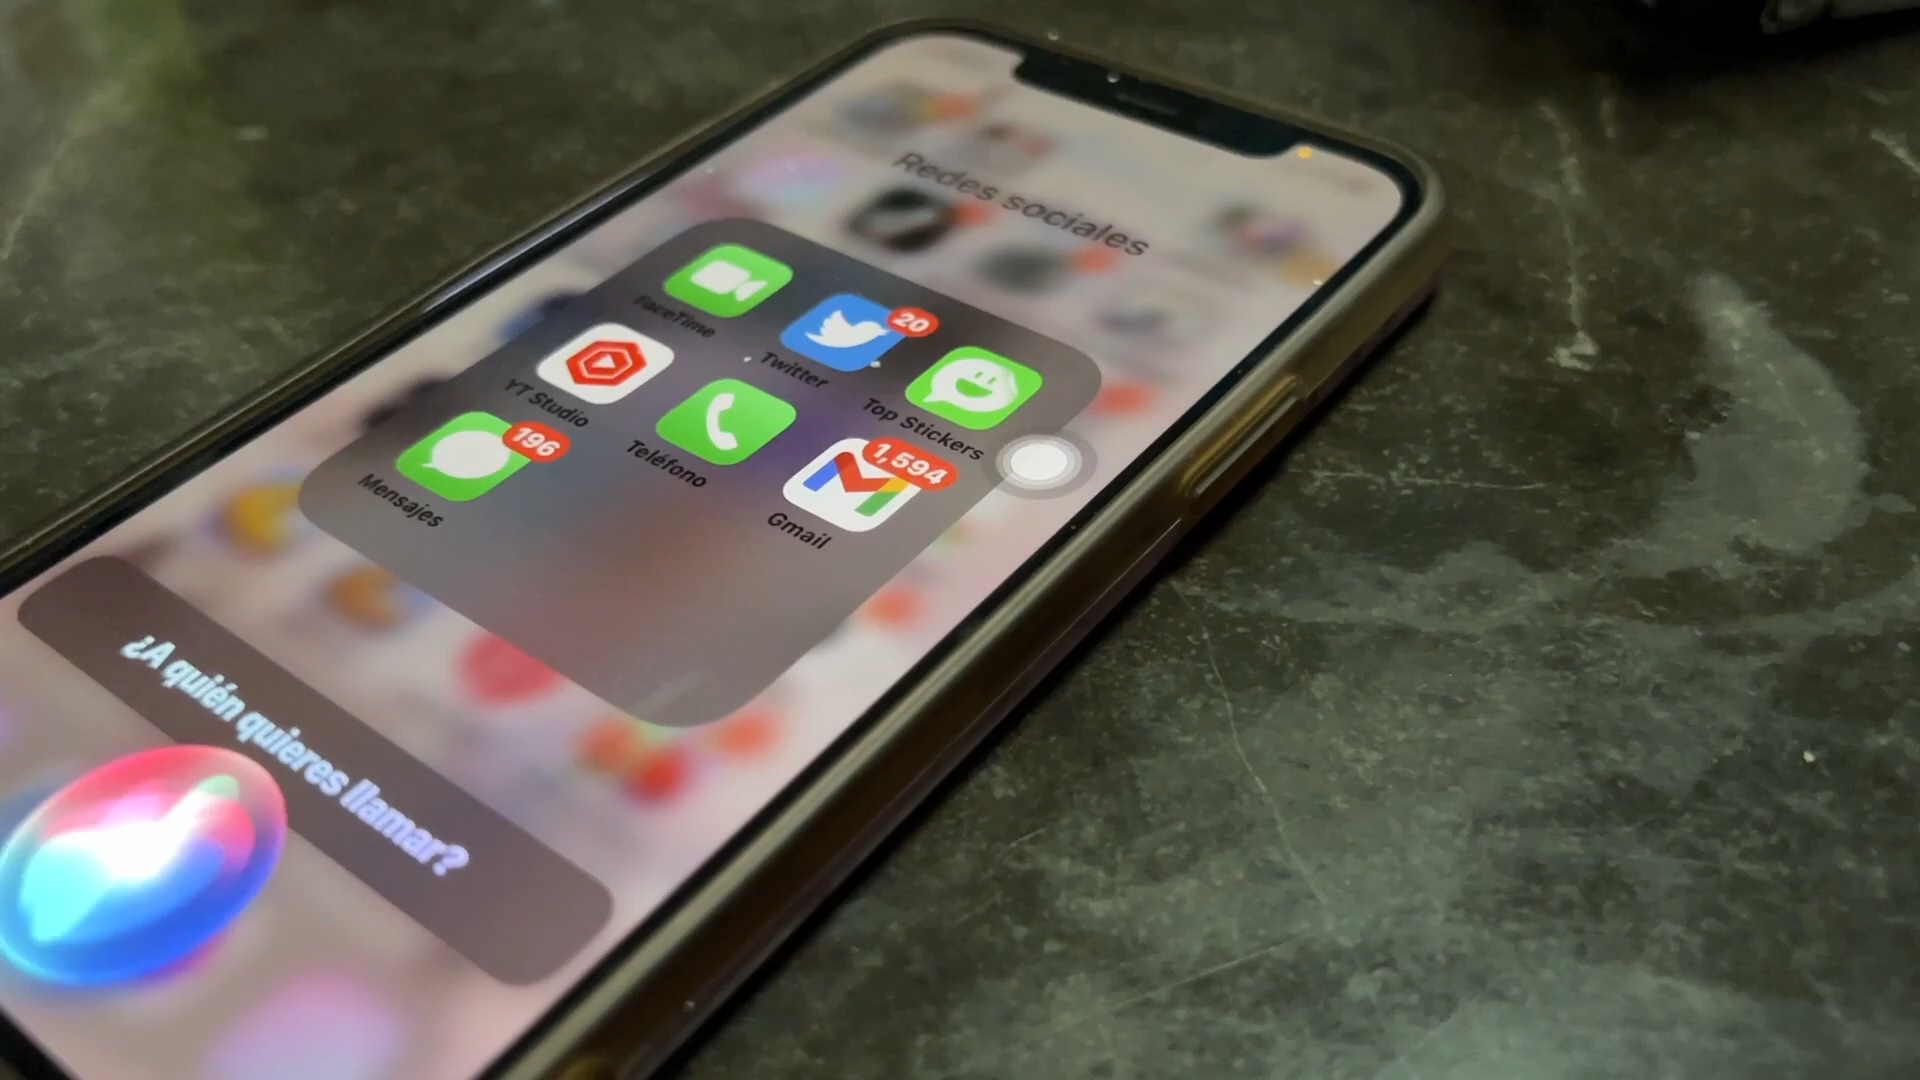 Redes sociales
FaceTime
20
Twitter
Top Stickers
YT Studio
Teléfono
1,594
Gmail
196
Mensajes
¿A quién quieres llamar?